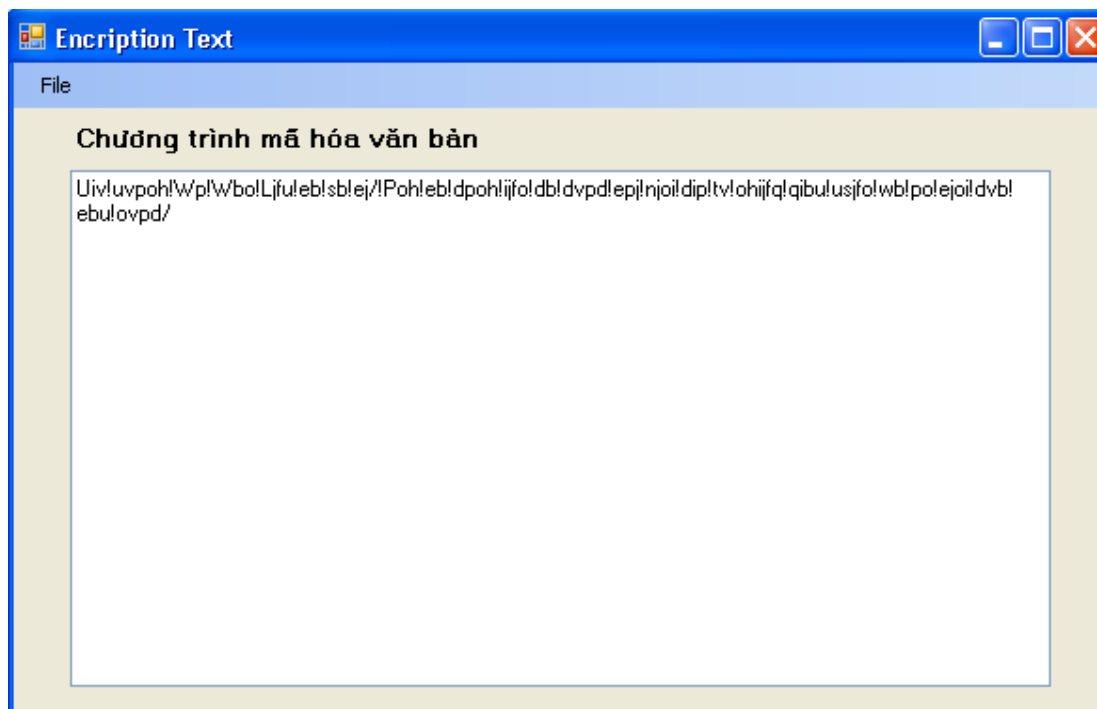 Encription Text
File
Chương trình mã hóa văn bản
Uiv!uvpoh!Wp!Wbo!Ljfu!eb!sb!ej/!Poh!eb!dpoh!ijfo!db!dvpd!epj!njoi!dip!tv!ohijfq!qibu!usjfo!wb!po!ejoi!dvb!
ebu!ovpd/